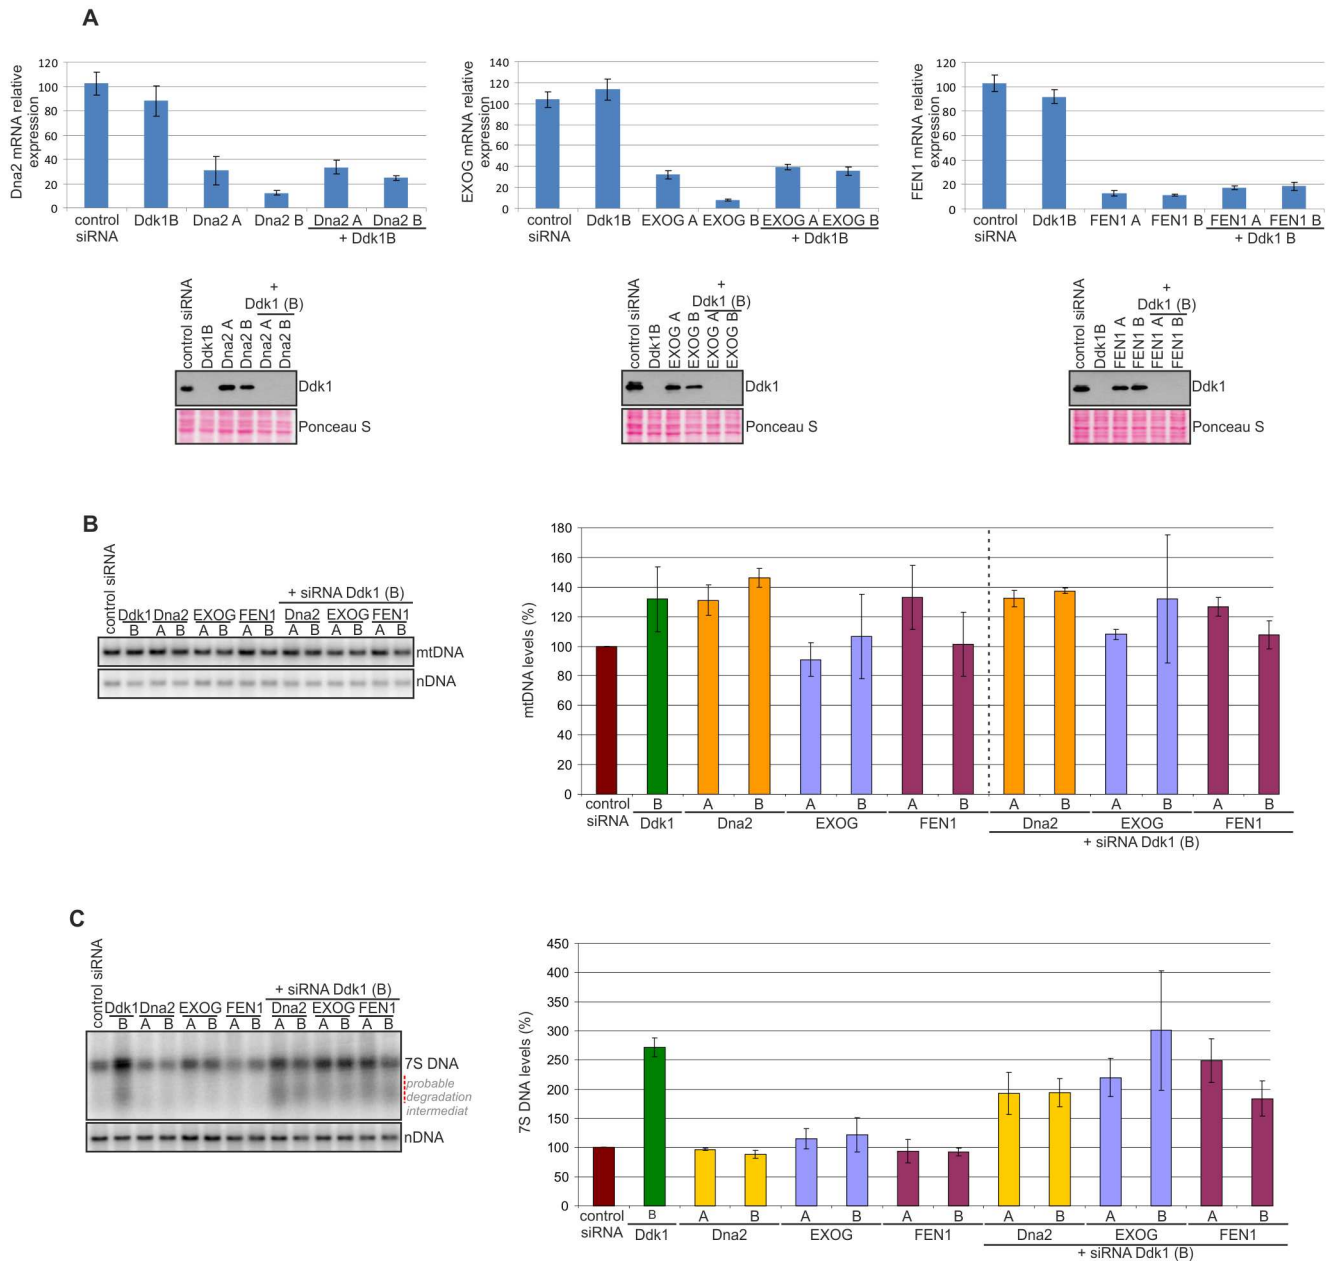 A
Dna2 mRNA relative
expression
120
100
80
60
40
20
0
control
siRNA
Ddk1B
Dna2 A
Dna2 B
Dna2 A
Dna2 B
+ Ddk1B
EXOG mRNA relative
expression
140
120
100
80
60
40
20
0
control
siRNA
Ddk1B
EXOG A
EXOG B
EXOG A
EXOG B
+ Ddk1B
FEN1 mRNA relative
expression
120
100
80
60
40
20
0
control
siRNA
Ddk1B
FEN1 A
FEN1 B
FEN1 A
FEN1 B
+ Ddk1 B
control siRNA
Ddk1B
Dna2 A
Dna2 B
+
Ddk1 (B)
Dna2 A
Dna2 B
Ddk1
Ponceau S
control siRNA
Ddk1B
EXOG A
EXOG B
+
Ddk1 (B)
EXOG A
EXOG B
Ddk1
Ponceau S
control siRNA
Ddk1B
FEN1 A
FEN1 B
+
Ddk1 (B)
FEN1 A
FEN1 B
Ddk1
Ponceau S
B
control siRNA
+ siRNA Ddk1 (B)
Ddk1 Dna2 EXOG FEN1 Dna2 EXOG FEN1
B A B A B A B A B A B A B
mtDNA
nDNA
mtDNA levels (%)
180
160
140
120
100
80
60
40
20
0
control
siRNA
B A B A B A B A B A B A B
Ddk1 Dna2 EXOG FEN1 Dna2 EXOG FEN1
+ siRNA Ddk1 (B)
C
control siRNA
+ siRNA Ddk1 (B)
Ddk1 Dna2 EXOG FEN1 Dna2 EXOG FEN1
B A B A B A B A B A B A B
7S DNA
probable
degradation
intermediat
nDNA
7S DNA levels (%)
450
400
350
300
250
200
150
100
50
0
control
siRNA
B A B A B A B A B A B A B
Ddk1 Dna2 EXOG FEN1 Dna2 EXOG FEN1
+ siRNA Ddk1 (B)